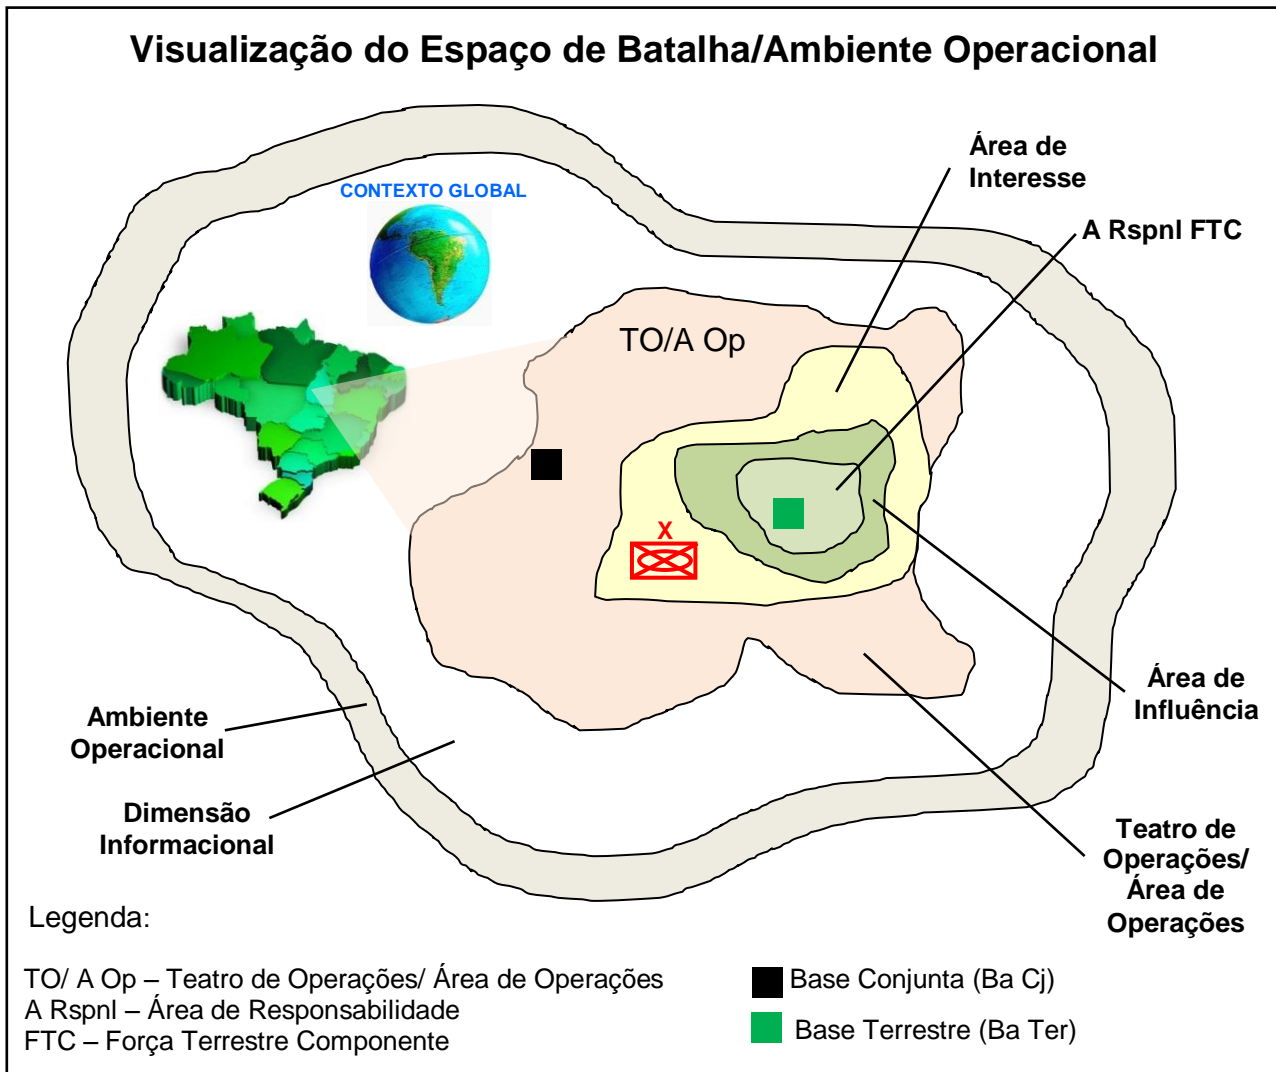 Visualização do Espaço de Batalha/Ambiente Operacional
CONTEXTO GLOBAL
Área de
Interesse
A Rspnl FTC
TO/A Op
X
Área de
Influência
Ambiente
Operacional
Dimensão
Informacional
Teatro de
Operações/
Área de
Operações
Legenda:
TO/ A Op – Teatro de Operações/ Área de Operações
A Rspnl – Área de Responsabilidade
FTC – Força Terrestre Componente
Base Conjunta (Ba Cj)
Base Terrestre (Ba Ter)